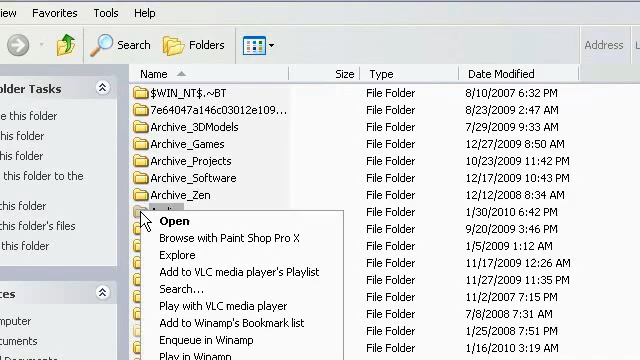 iew Favorites Tools Help
Search Folders Address
older Tasks Name Size Type Date Modified
$WIN_NT$.~BT File Folder 8/10/2007 6:32 PM
this folder 7e64047a146c03012e109... File Folder 8/23/2009 2:47 AM
Archive_3DModels File Folder 7/29/2009 9:33 AM
this folder Archive_Games File Folder 12/27/2009 8:50 AM
this folder Archive_Projects File Folder 10/23/2009 11:42 PM
this folder to the Archive_Software File Folder 12/13/2009 10:43 PM
Archive_Zen File Folder 12/12/2008 8:34 AM
this folder File Folder 1/30/2010 6:42 PM
this folder's files Open File Folder 9/20/2009 3:46 PM
this folder Browse with Paint Shop Pro X File Folder 1/5/2009 1:12 AM
Explore File Folder 11/17/2009 12:26 AM
Add to VLC media player's Playlist File Folder 11/27/2009 11:35 PM
ces Search... File Folder 11/2/2007 7:15 PM
Play with VLC media player File Folder 7/8/2008 7:31 AM
mputer Add to Winamp's Bookmark list File Folder 1/25/2008 7:51 PM
ocuments Enqueue in Winamp File Folder 1/16/2010 3:19 AM
Play in Winamp